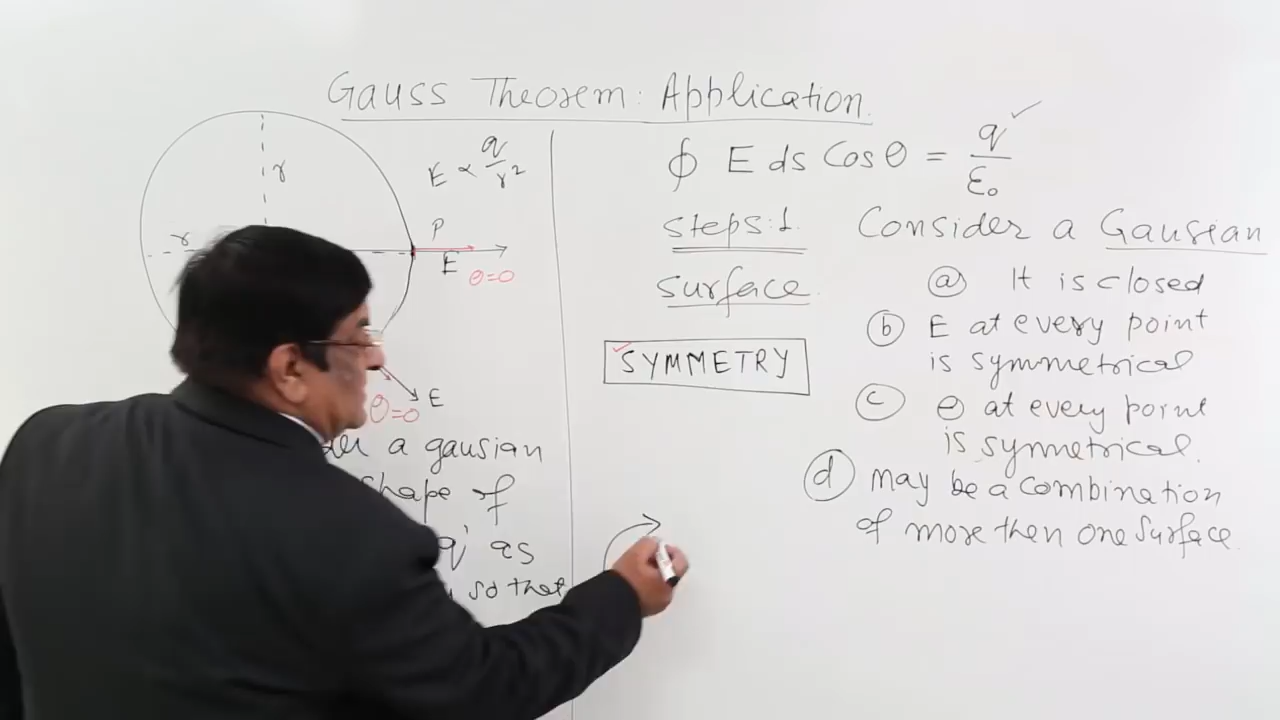 Gauss Theorem: Application.
r
E ∝ q/r²
r
P
E
θ=0
E
θ=0
a gausian
shape of
'q' as
so that
∮ E ds Cosθ = q/ε₀ ✓
Steps:1. Consider a Gausian
surface.
(a) It is closed
(b) E at every point
is symmetrical
✓SYMMETRY
(c) θ at every point
is symmetrical.
(d) may be a combination
of more then one Surface.